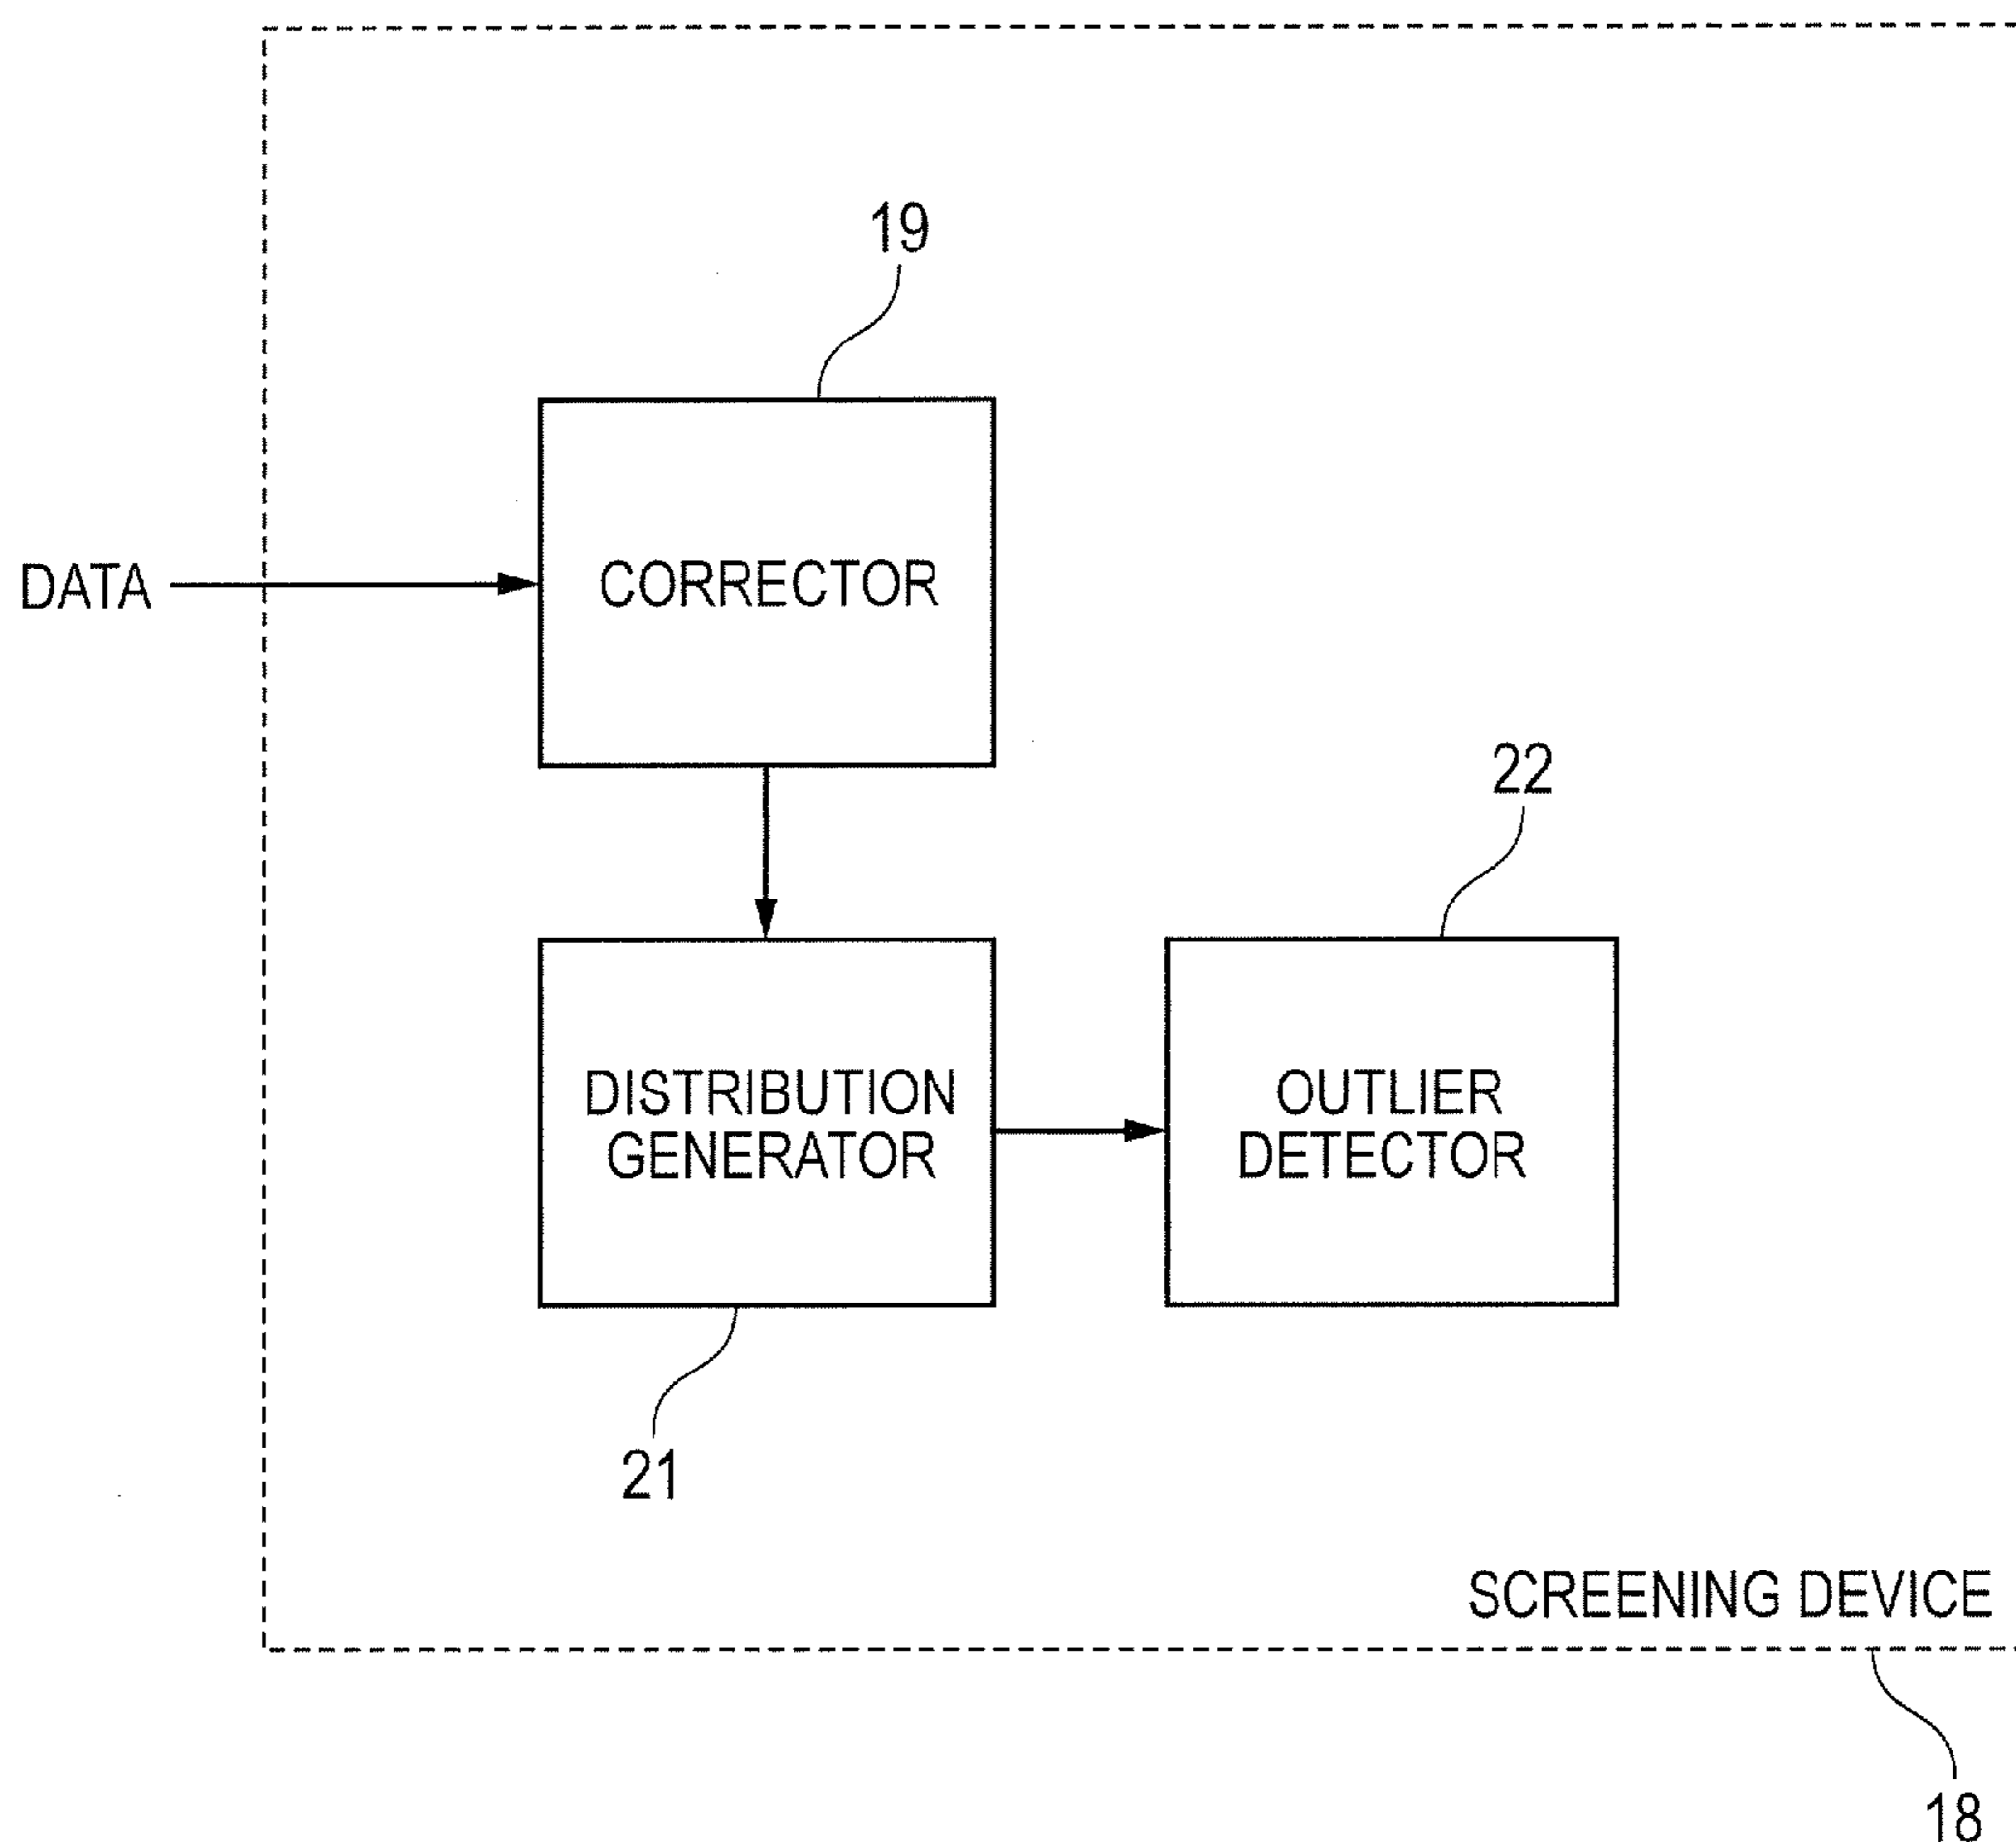 19
DATA
CORRECTOR
22
DISTRIBUTION
GENERATOR
OUTLIER
DETECTOR
21
SCREENING DEVICE
18